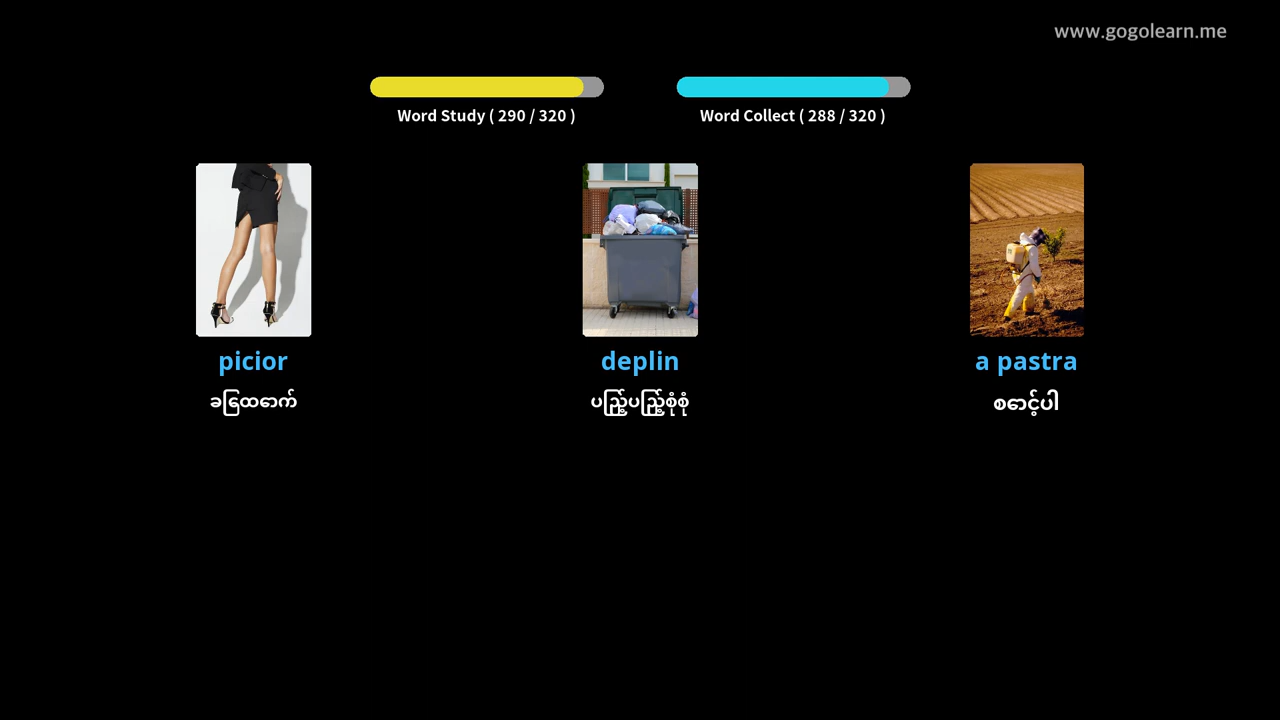 www.gogolearn.me
Word Study ( 290 / 320 )
Word Collect ( 288 / 320 )
picior
deplin
a pastra
ခြေထောက်
ပြည့်ပြည့်စုံစုံ
စောင့်ပါ